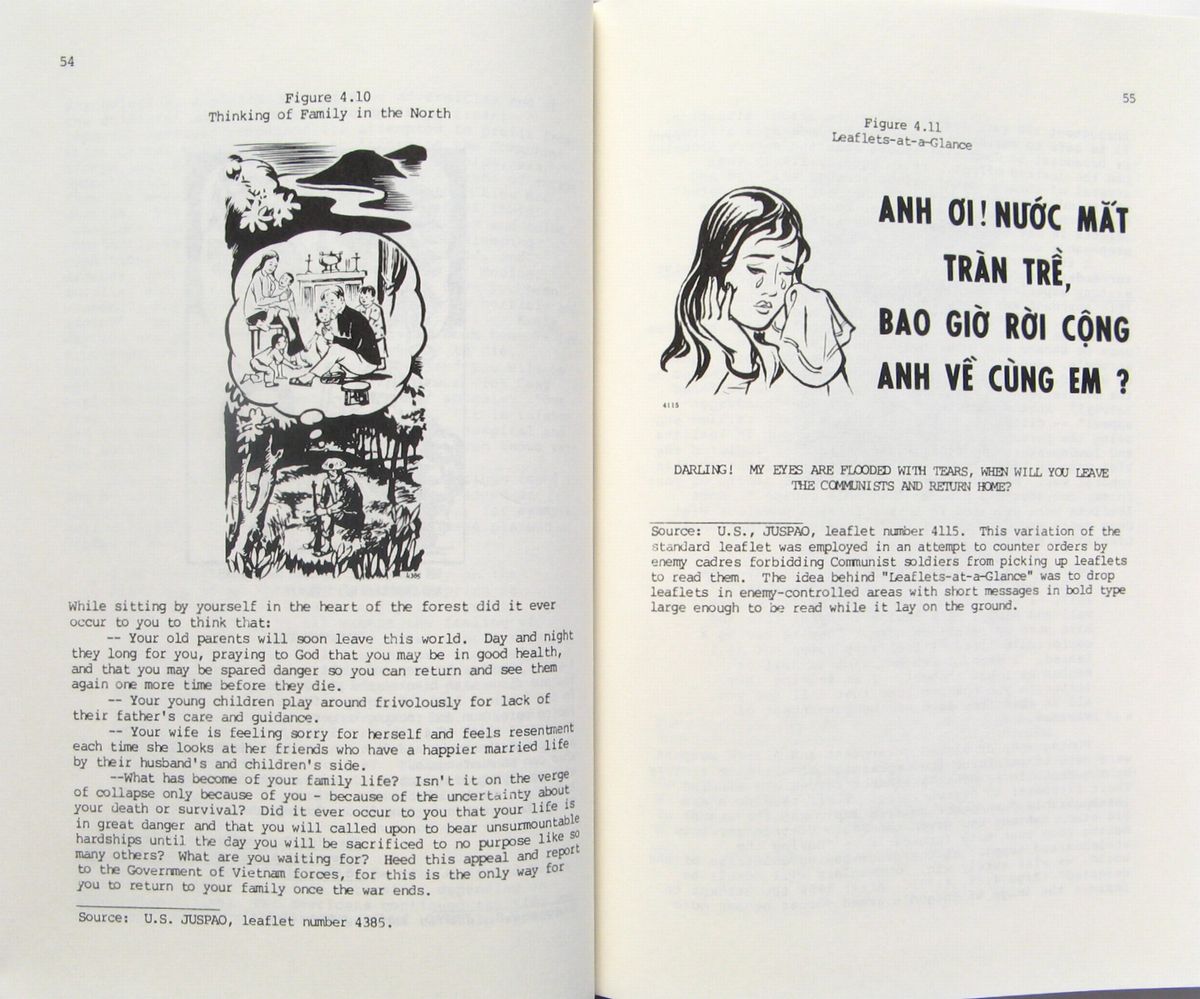 54
Figure 4.10
Thinking of Family in the North
4385
While sitting by yourself in the heart of the forest did it ever
occur to you to think that:
-- Your old parents will soon leave this world. Day and night
they long for you, praying to God that you may be in good health,
and that you may be spared danger so you can return and see them
again one more time before they die.
-- Your young children play around frivolously for lack of
their father's care and guidance.
-- Your wife is feeling sorry for herself and feels resentment
each time she looks at her friends who have a happier married life
by their husband's and children's side.
--What has become of your family life? Isn't it on the verge
of collapse only because of you - because of the uncertainty about
your death or survival? Did it ever occur to you that your life is
in great danger and that you will called upon to bear unsurmountable
hardships until the day you will be sacrificed to no purpose like so
many others? What are you waiting for? Heed this appeal and report
to the Government of Vietnam forces, for this is the only way for
you to return to your family once the war ends.
Source: U.S. JUSPAO, leaflet number 4385.
55
Figure 4.11
Leaflets-at-a-Glance
ANH ƠI! NƯỚC MẮT
TRÀN TRỀ,
BAO GIỜ RỜI CỘNG
ANH VỀ CÙNG EM ?
4115
DARLING! MY EYES ARE FLOODED WITH TEARS, WHEN WILL YOU LEAVE
THE COMMUNISTS AND RETURN HOME?
Source: U.S., JUSPAO, leaflet number 4115. This variation of the
standard leaflet was employed in an attempt to counter orders by
enemy cadres forbidding Communist soldiers from picking up leaflets
to read them. The idea behind "Leaflets-at-a-Glance" was to drop
leaflets in enemy-controlled areas with short messages in bold type
large enough to be read while it lay on the ground.